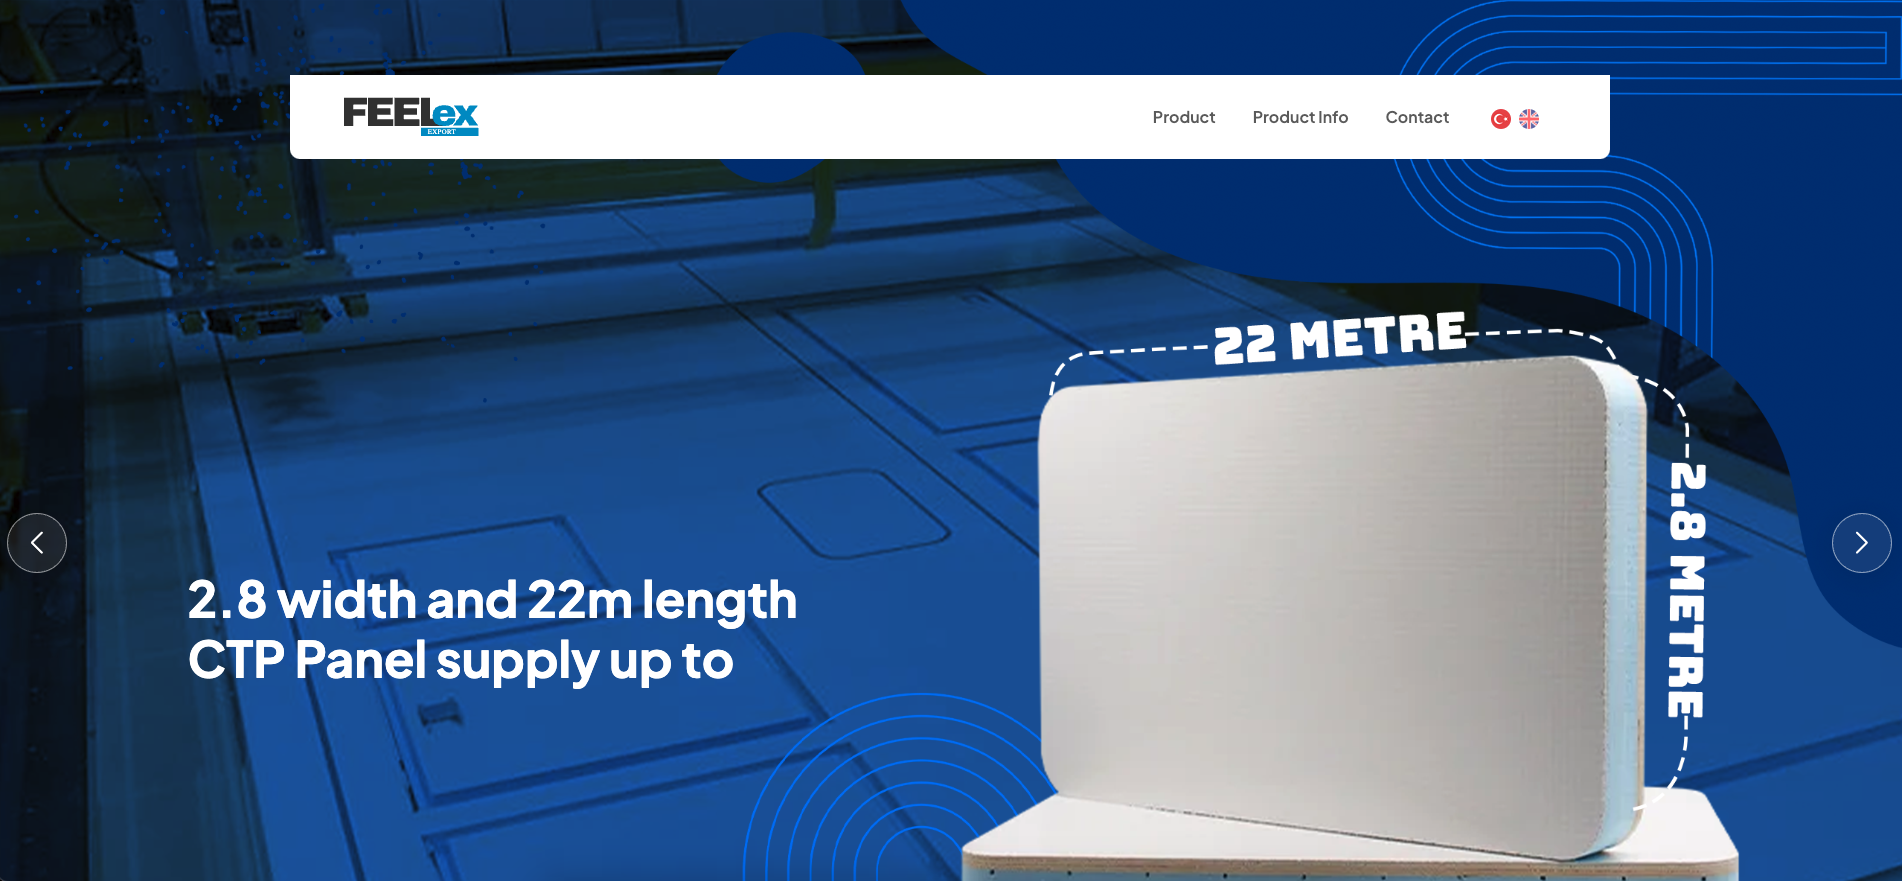 FEELex
EXPORT
Product
Product Info
Contact
22 METRE
2.8 METRE
2.8 width and 22m length
CTP Panel supply up to